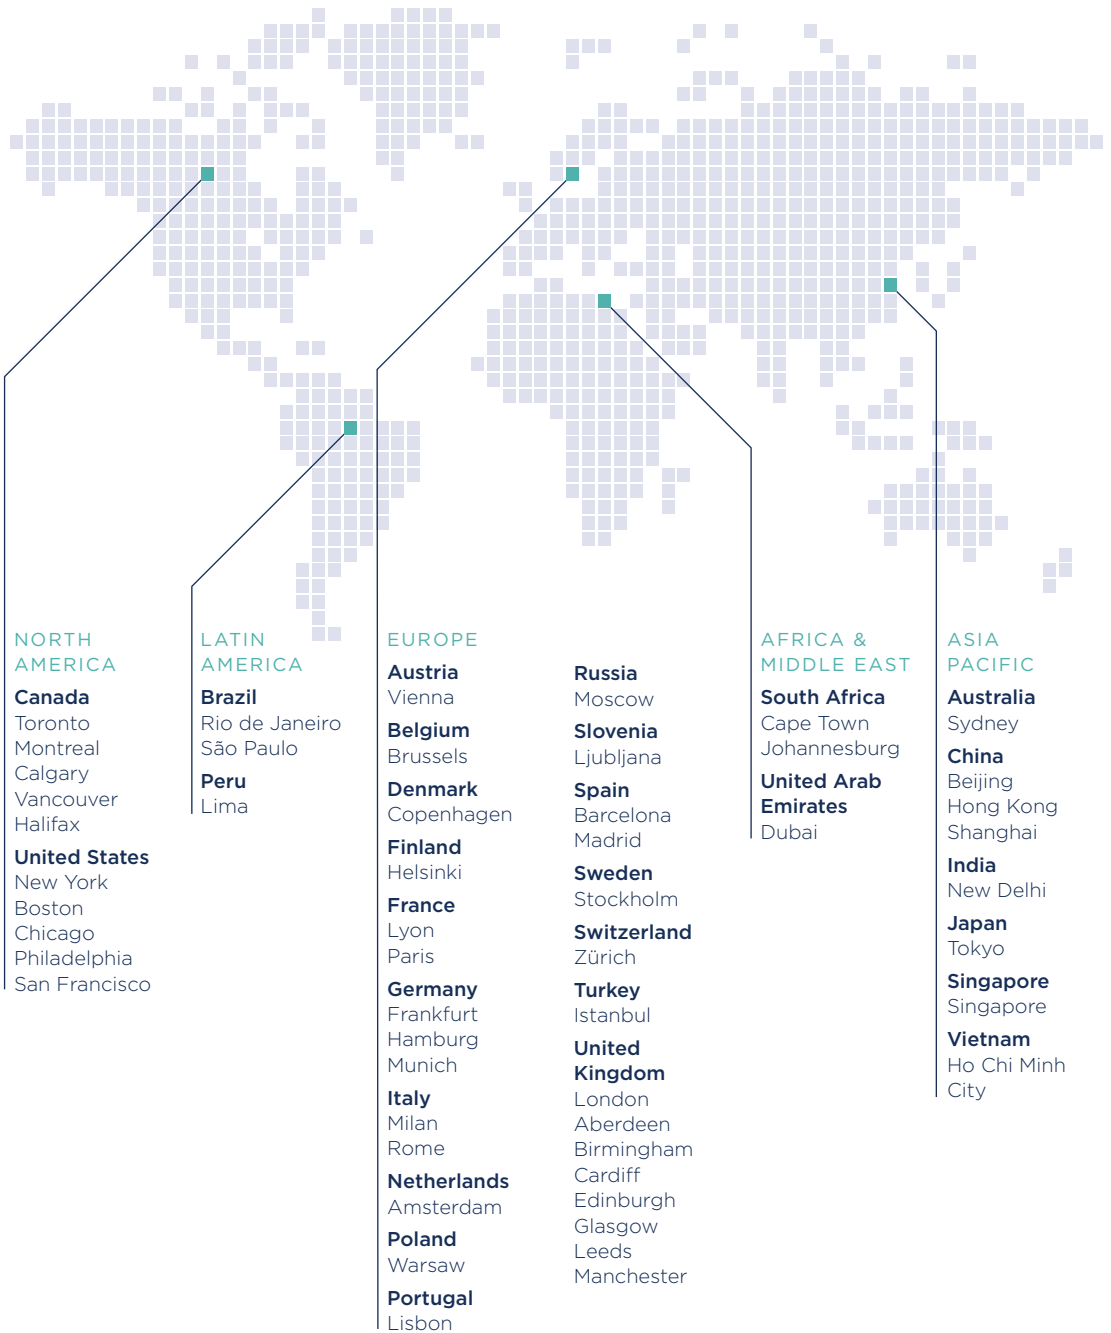 NORTH
AMERICA
Canada
Toronto
Montreal
Calgary
Vancouver
Halifax
United States
New York
Boston
Chicago
Philadelphia
San Francisco
LATIN
AMERICA
Brazil
Rio de Janeiro
São Paulo
Peru
Lima
EUROPE
Austria
Vienna
Belgium
Brussels
Denmark
Copenhagen
Finland
Helsinki
France
Lyon
Paris
Germany
Frankfurt
Hamburg
Munich
Italy
Milan
Rome
Netherlands
Amsterdam
Poland
Warsaw
Portugal
Lisbon
Russia
Moscow
Slovenia
Ljubljana
Spain
Barcelona
Madrid
Sweden
Stockholm
Switzerland
Zürich
Turkey
Istanbul
United
Kingdom
London
Aberdeen
Birmingham
Cardiff
Edinburgh
Glasgow
Leeds
Manchester
AFRICA &
MIDDLE EAST
South Africa
Cape Town
Johannesburg
United Arab
Emirates
Dubai
ASIA
PACIFIC
Australia
Sydney
China
Beijing
Hong Kong
Shanghai
India
New Delhi
Japan
Tokyo
Singapore
Singapore
Vietnam
Ho Chi Minh
City